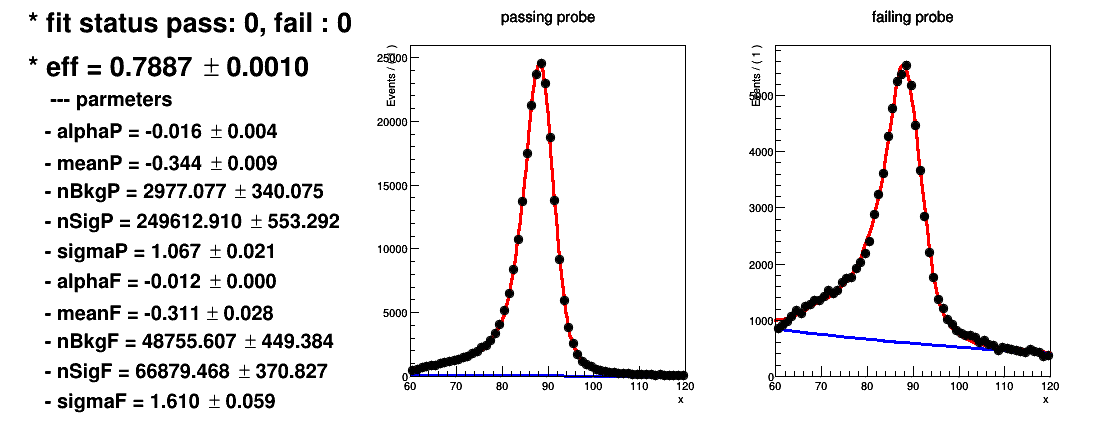 * fit status pass: 0, fail : 0
* eff = 0.7887 ± 0.0010
--- parmeters
- alphaP = -0.016 ± 0.004
- meanP = -0.344 ± 0.009
- nBkgP = 2977.077 ± 340.075
- nSigP = 249612.910 ± 553.292
- sigmaP = 1.067 ± 0.021
- alphaF = -0.012 ± 0.000
- meanF = -0.311 ± 0.028
- nBkgF = 48755.607 ± 449.384
- nSigF = 66879.468 ± 370.827
- sigmaF = 1.610 ± 0.059
passing probe
Events / ( 1 )
25000
20000
15000
10000
5000
0
60 70 80 90 100 110 120
x
failing probe
Events / ( 1 )
5000
4000
3000
2000
1000
0
60 70 80 90 100 110 120
x